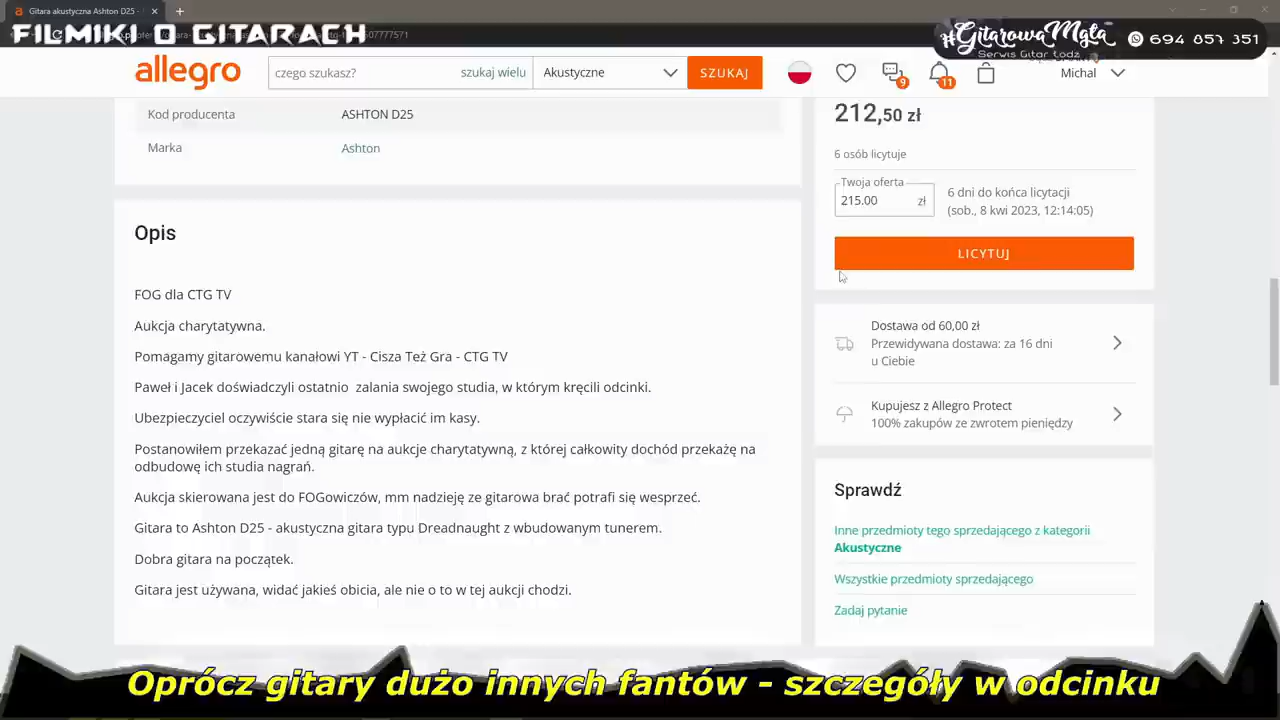 Gitara akustyczna Ashton D25 -
FILMIKI O GITARACH
#GitarowaMgła
Serwis Gitar Łódź
694 857 351
allegro
czego szukasz?
szukaj wielu
Akustyczne
SZUKAJ
9
11
Michal
Kod producenta
ASHTON D25
Marka
Ashton
Opis
FOG dla CTG TV
Aukcja charytatywna.
Pomagamy gitarowemu kanałowi YT - Cisza Też Gra - CTG TV
Paweł i Jacek doświadczyli ostatnio  zalania swojego studia, w którym kręcili odcinki.
Ubezpieczyciel oczywiście stara się nie wypłacić im kasy.
Postanowiłem przekazać jedną gitarę na aukcje charytatywną, z której całkowity dochód przekażę na
odbudowę ich studia nagrań.
Aukcja skierowana jest do FOGowiczów, mm nadzieję ze gitarowa brać potrafi się wesprzeć.
Gitara to Ashton D25 - akustyczna gitara typu Dreadnaught z wbudowanym tunerem.
Dobra gitara na początek.
Gitara jest używana, widać jakieś obicia, ale nie o to w tej aukcji chodzi.
212,50 zł
6 osób licytuje
Twoja oferta
215.00
zł
6 dni do końca licytacji
(sob., 8 kwi 2023, 12:14:05)
LICYTUJ
Dostawa od 60,00 zł
Przewidywana dostawa: za 16 dni
u Ciebie
Kupujesz z Allegro Protect
100% zakupów ze zwrotem pieniędzy
Sprawdź
Inne przedmioty tego sprzedającego z kategorii
Akustyczne
Wszystkie przedmioty sprzedającego
Zadaj pytanie
Oprócz gitary dużo innych fantów - szczegóły w odcinku